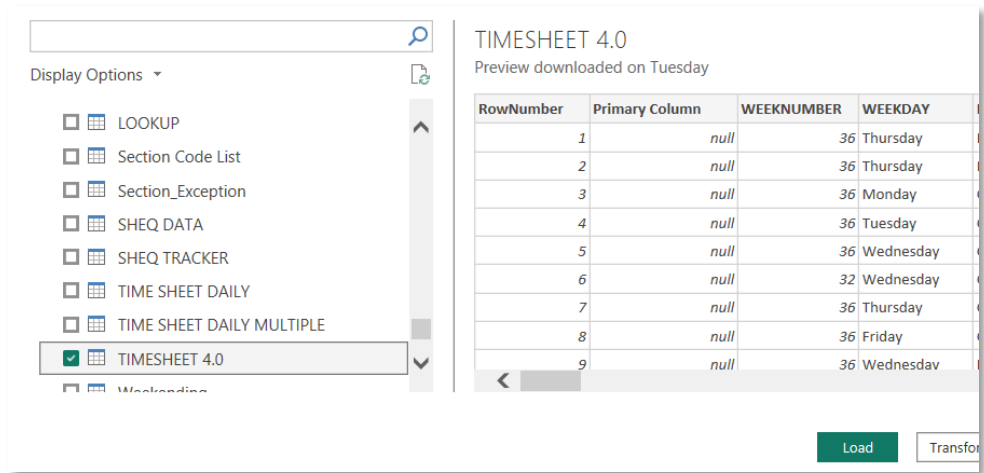 TIMESHEET 4.0
Display Options
Preview downloaded on Tuesday
LOOKUP
Section Code List
Section_Exception
SHEQ DATA
SHEQ TRACKER
TIME SHEET DAILY
TIME SHEET DAILY MULTIPLE
TIMESHEET 4.0
Weekending
RowNumber Primary Column WEEKNUMBER WEEKDAY
1 null 36 Thursday
2 null 36 Thursday
3 null 36 Monday
4 null 36 Tuesday
5 null 36 Wednesday
6 null 32 Wednesday
7 null 36 Thursday
8 null 36 Friday
9 null 36 Wednesday
Load